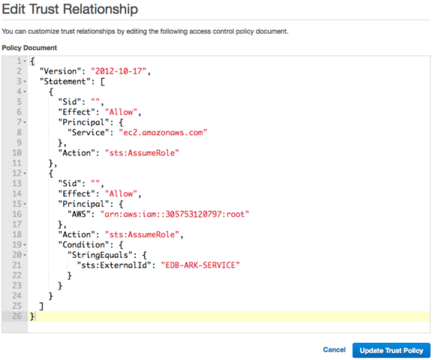 Edit Trust Relationship
You can customize trust relationships by editing the following access control policy document.
Policy Document
1 {
2 "Version": "2012-10-17",
3 "Statement": [
4 {
5 "Sid": "",
6 "Effect": "Allow",
7 "Principal": {
8 "Service": "ec2.amazonaws.com"
9 },
10 "Action": "sts:AssumeRole"
11 },
12 {
13 "Sid": "",
14 "Effect": "Allow",
15 "Principal": {
16 "AWS": "arn:aws:iam::305753120797:root"
17 },
18 "Action": "sts:AssumeRole",
19 "Condition": {
20 "StringEquals": {
21 "sts:ExternalId": "EDB-ARK-SERVICE"
22 }
23 }
24 }
25 ]
26 }
Cancel Update Trust Policy